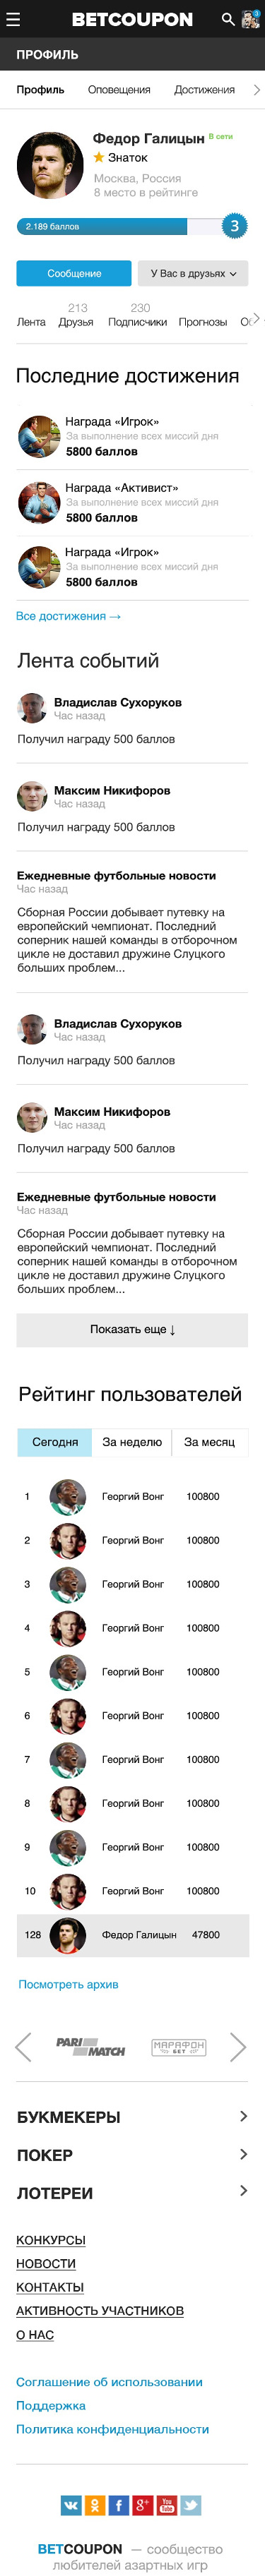 BETCOUPON
3
ПРОФИЛЬ
Профиль Оповещения Достижения
Федор Галицын В сети
Знаток
Москва, Россия
8 место в рейтинге
2.189 баллов 3
Сообщение У Вас в друзьях
213 230
Лента Друзья Подписчики Прогнозы
Последние достижения
Награда «Игрок»
За выполнение всех миссий дня
5800 баллов
Награда «Активист»
За выполнение всех миссий дня
5800 баллов
Награда «Игрок»
За выполнение всех миссий дня
5800 баллов
Все достижения →
Лента событий
Владислав Сухоруков
Час назад
Получил награду 500 баллов
Максим Никифоров
Час назад
Получил награду 500 баллов
Ежедневные футбольные новости
Час назад
Сборная России добывает путевку на
европейский чемпионат. Последний
соперник нашей команды в отборочном
цикле не доставил дружине Слуцкого
больших проблем...
Владислав Сухоруков
Час назад
Получил награду 500 баллов
Максим Никифоров
Час назад
Получил награду 500 баллов
Ежедневные футбольные новости
Час назад
Сборная России добывает путевку на
европейский чемпионат. Последний
соперник нашей команды в отборочном
цикле не доставил дружине Слуцкого
больших проблем...
Показать еще ↓
Рейтинг пользователей
Сегодня За неделю За месяц
1 Георгий Вонг 100800
2 Георгий Вонг 100800
3 Георгий Вонг 100800
4 Георгий Вонг 100800
5 Георгий Вонг 100800
6 Георгий Вонг 100800
7 Георгий Вонг 100800
8 Георгий Вонг 100800
9 Георгий Вонг 100800
10 Георгий Вонг 100800
128 Федор Галицын 47800
Посмотреть архив
PARI MATCH МАРАФОН БЕТ
БУКМЕКЕРЫ
ПОКЕР
ЛОТЕРЕИ
КОНКУРСЫ
НОВОСТИ
КОНТАКТЫ
АКТИВНОСТЬ УЧАСТНИКОВ
О НАС
Соглашение об использовании
Поддержка
Политика конфиденциальности
f g+ You Tube
BETCOUPON — сообщество
любителей азартных игр